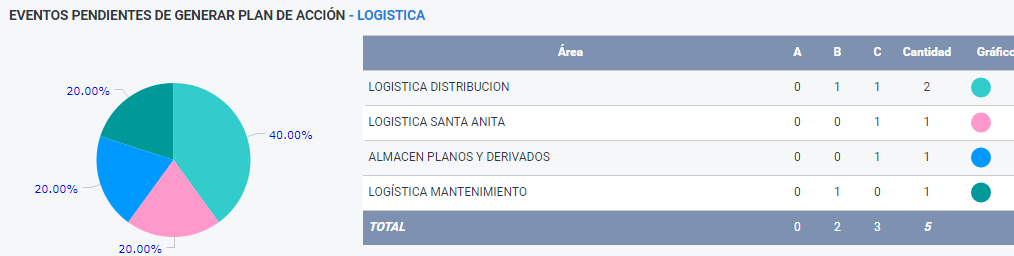 EVENTOS PENDIENTES DE GENERAR PLAN DE ACCIÓN - LOGISTICA
Área A B C Cantidad Gráfic
LOGISTICA DISTRIBUCION 0 1 1 2
LOGISTICA SANTA ANITA 0 0 1 1
ALMACEN PLANOS Y DERIVADOS 0 0 1 1
LOGÍSTICA MANTENIMIENTO 0 1 0 1
TOTAL 0 2 3 5
20.00%
40.00%
20.00%
20.00%